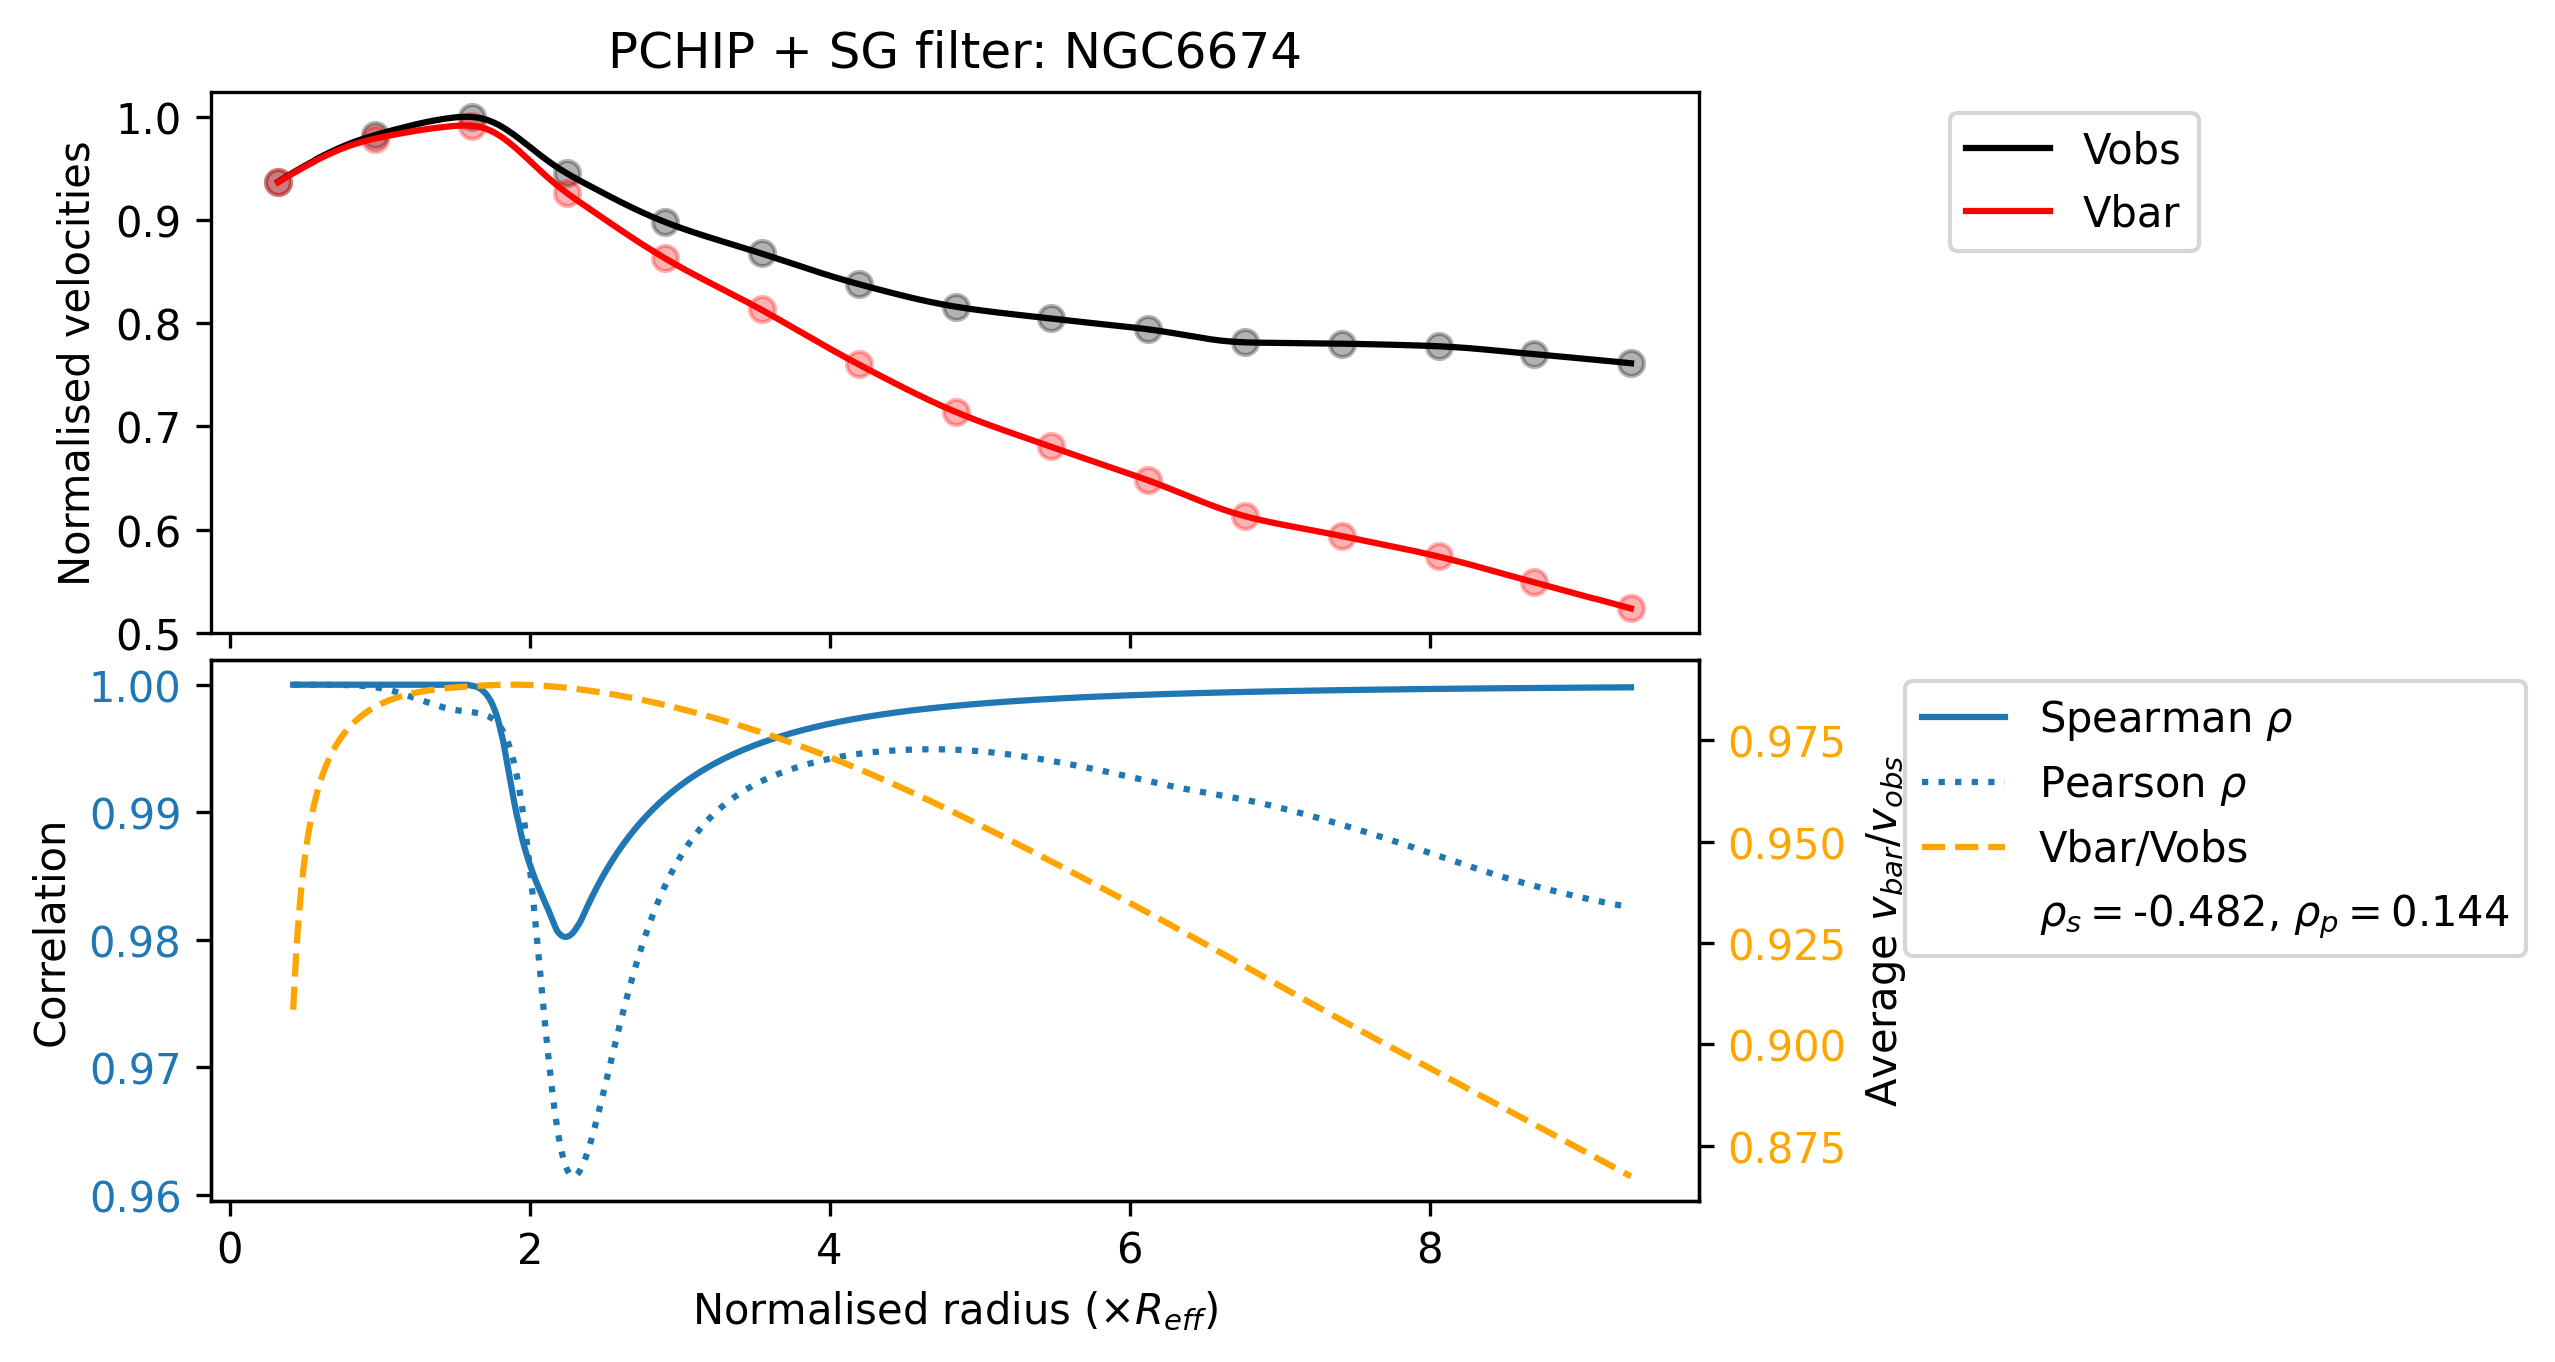 PCHIP + SG filter: NGC6674
Normalised velocities
1.0
0.9
0.8
0.7
0.6
0.5
Vobs
Vbar
Correlation
1.00
0.99
0.98
0.97
0.96
0.975
0.950
0.925
0.900
0.875
Average v_bar/v_obs
Spearman ρ
Pearson ρ
Vbar/Vobs
ρ_s = -0.482, ρ_p = 0.144
0 2 4 6 8
Normalised radius (×R_eff)